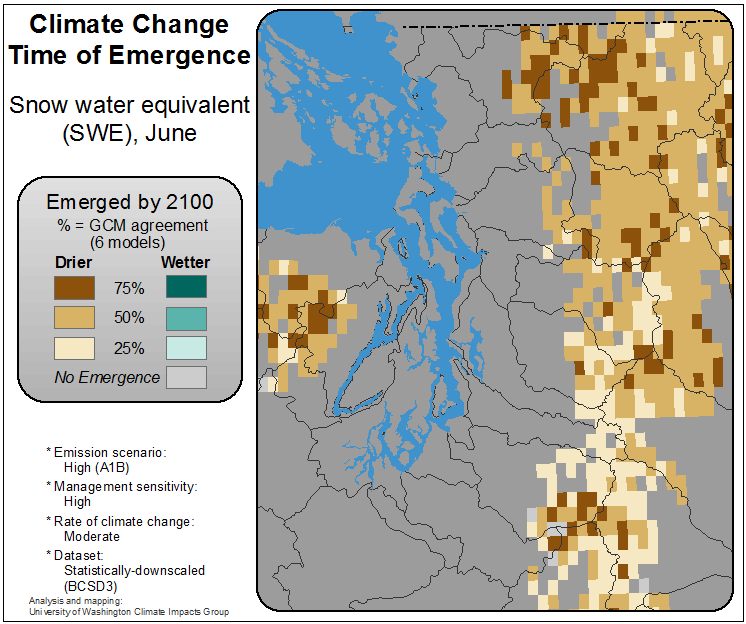 Climate Change
Time of Emergence
Snow water equivalent
(SWE), June
Emerged by 2100
% = GCM agreement
(6 models)
Drier Wetter
75%
50%
25%
No Emergence
* Emission scenario:
High (A1B)
* Management sensitivity:
High
* Rate of climate change:
Moderate
* Dataset:
Statistically-downscaled
(BCSD3)
Analysis and mapping:
University of Washington Climate Impacts Group